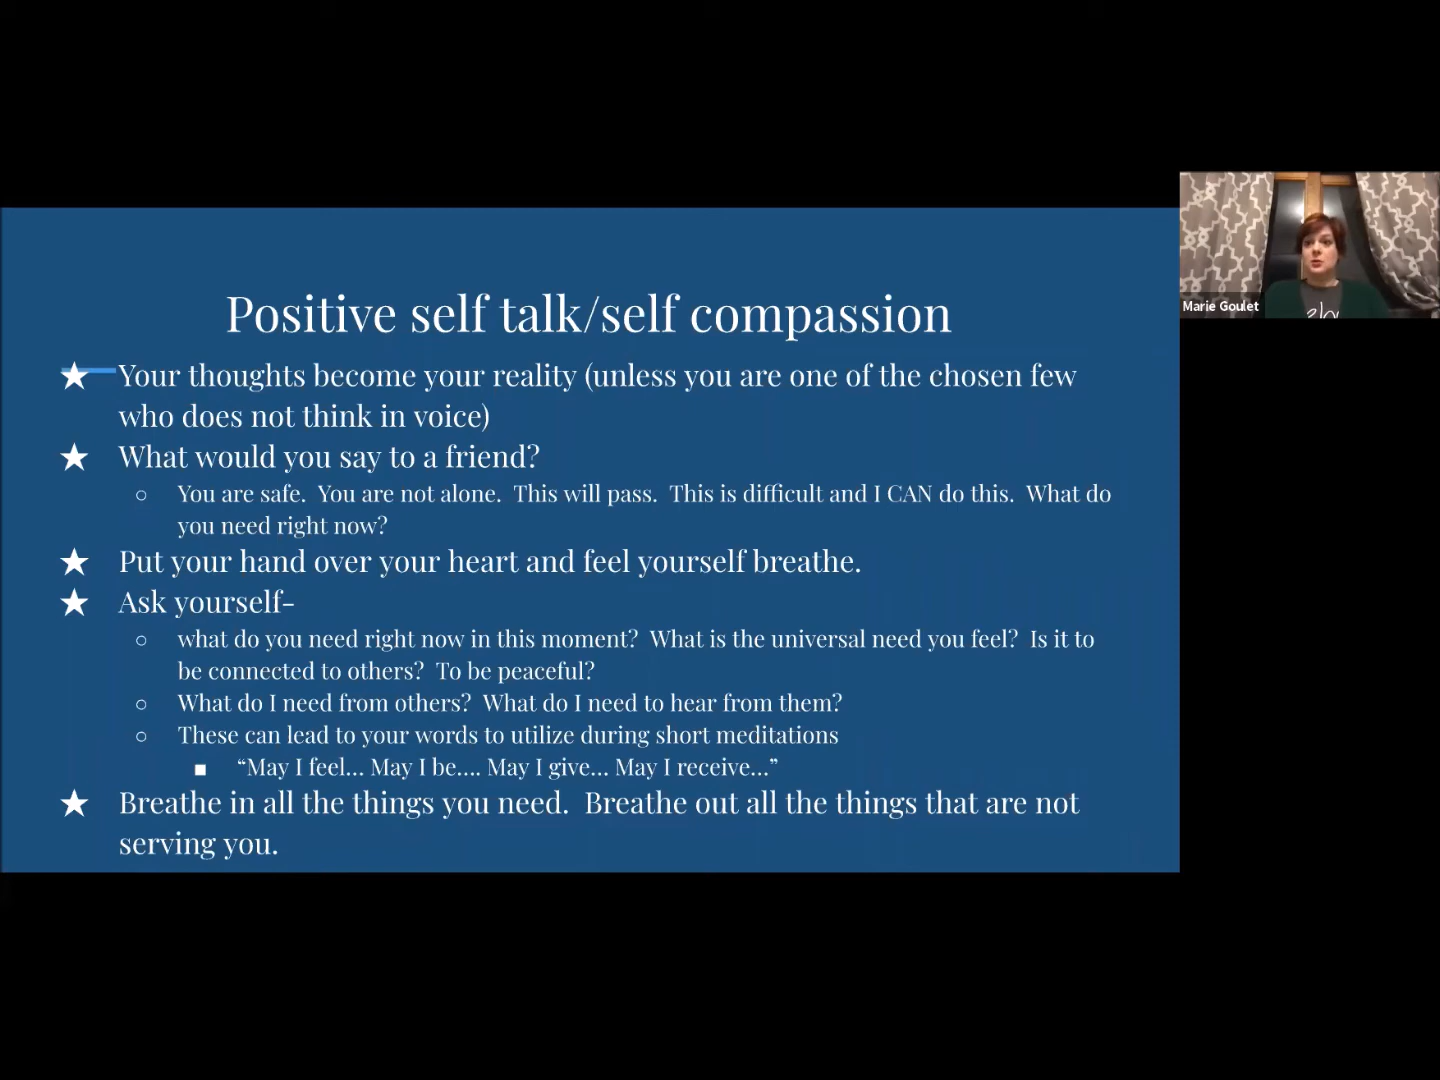 Positive self talk/self compassion
★ Your thoughts become your reality (unless you are one of the chosen few
who does not think in voice)
★ What would you say to a friend?
○ You are safe.  You are not alone.  This will pass.  This is difficult and I CAN do this.  What do
you need right now?
★ Put your hand over your heart and feel yourself breathe.
★ Ask yourself-
○ what do you need right now in this moment?  What is the universal need you feel?  Is it to
be connected to others?  To be peaceful?
○ What do I need from others?  What do I need to hear from them?
○ These can lead to your words to utilize during short meditations
■ “May I feel... May I be.... May I give... May I receive...”
★ Breathe in all the things you need.  Breathe out all the things that are not
serving you.
Marie Goulet